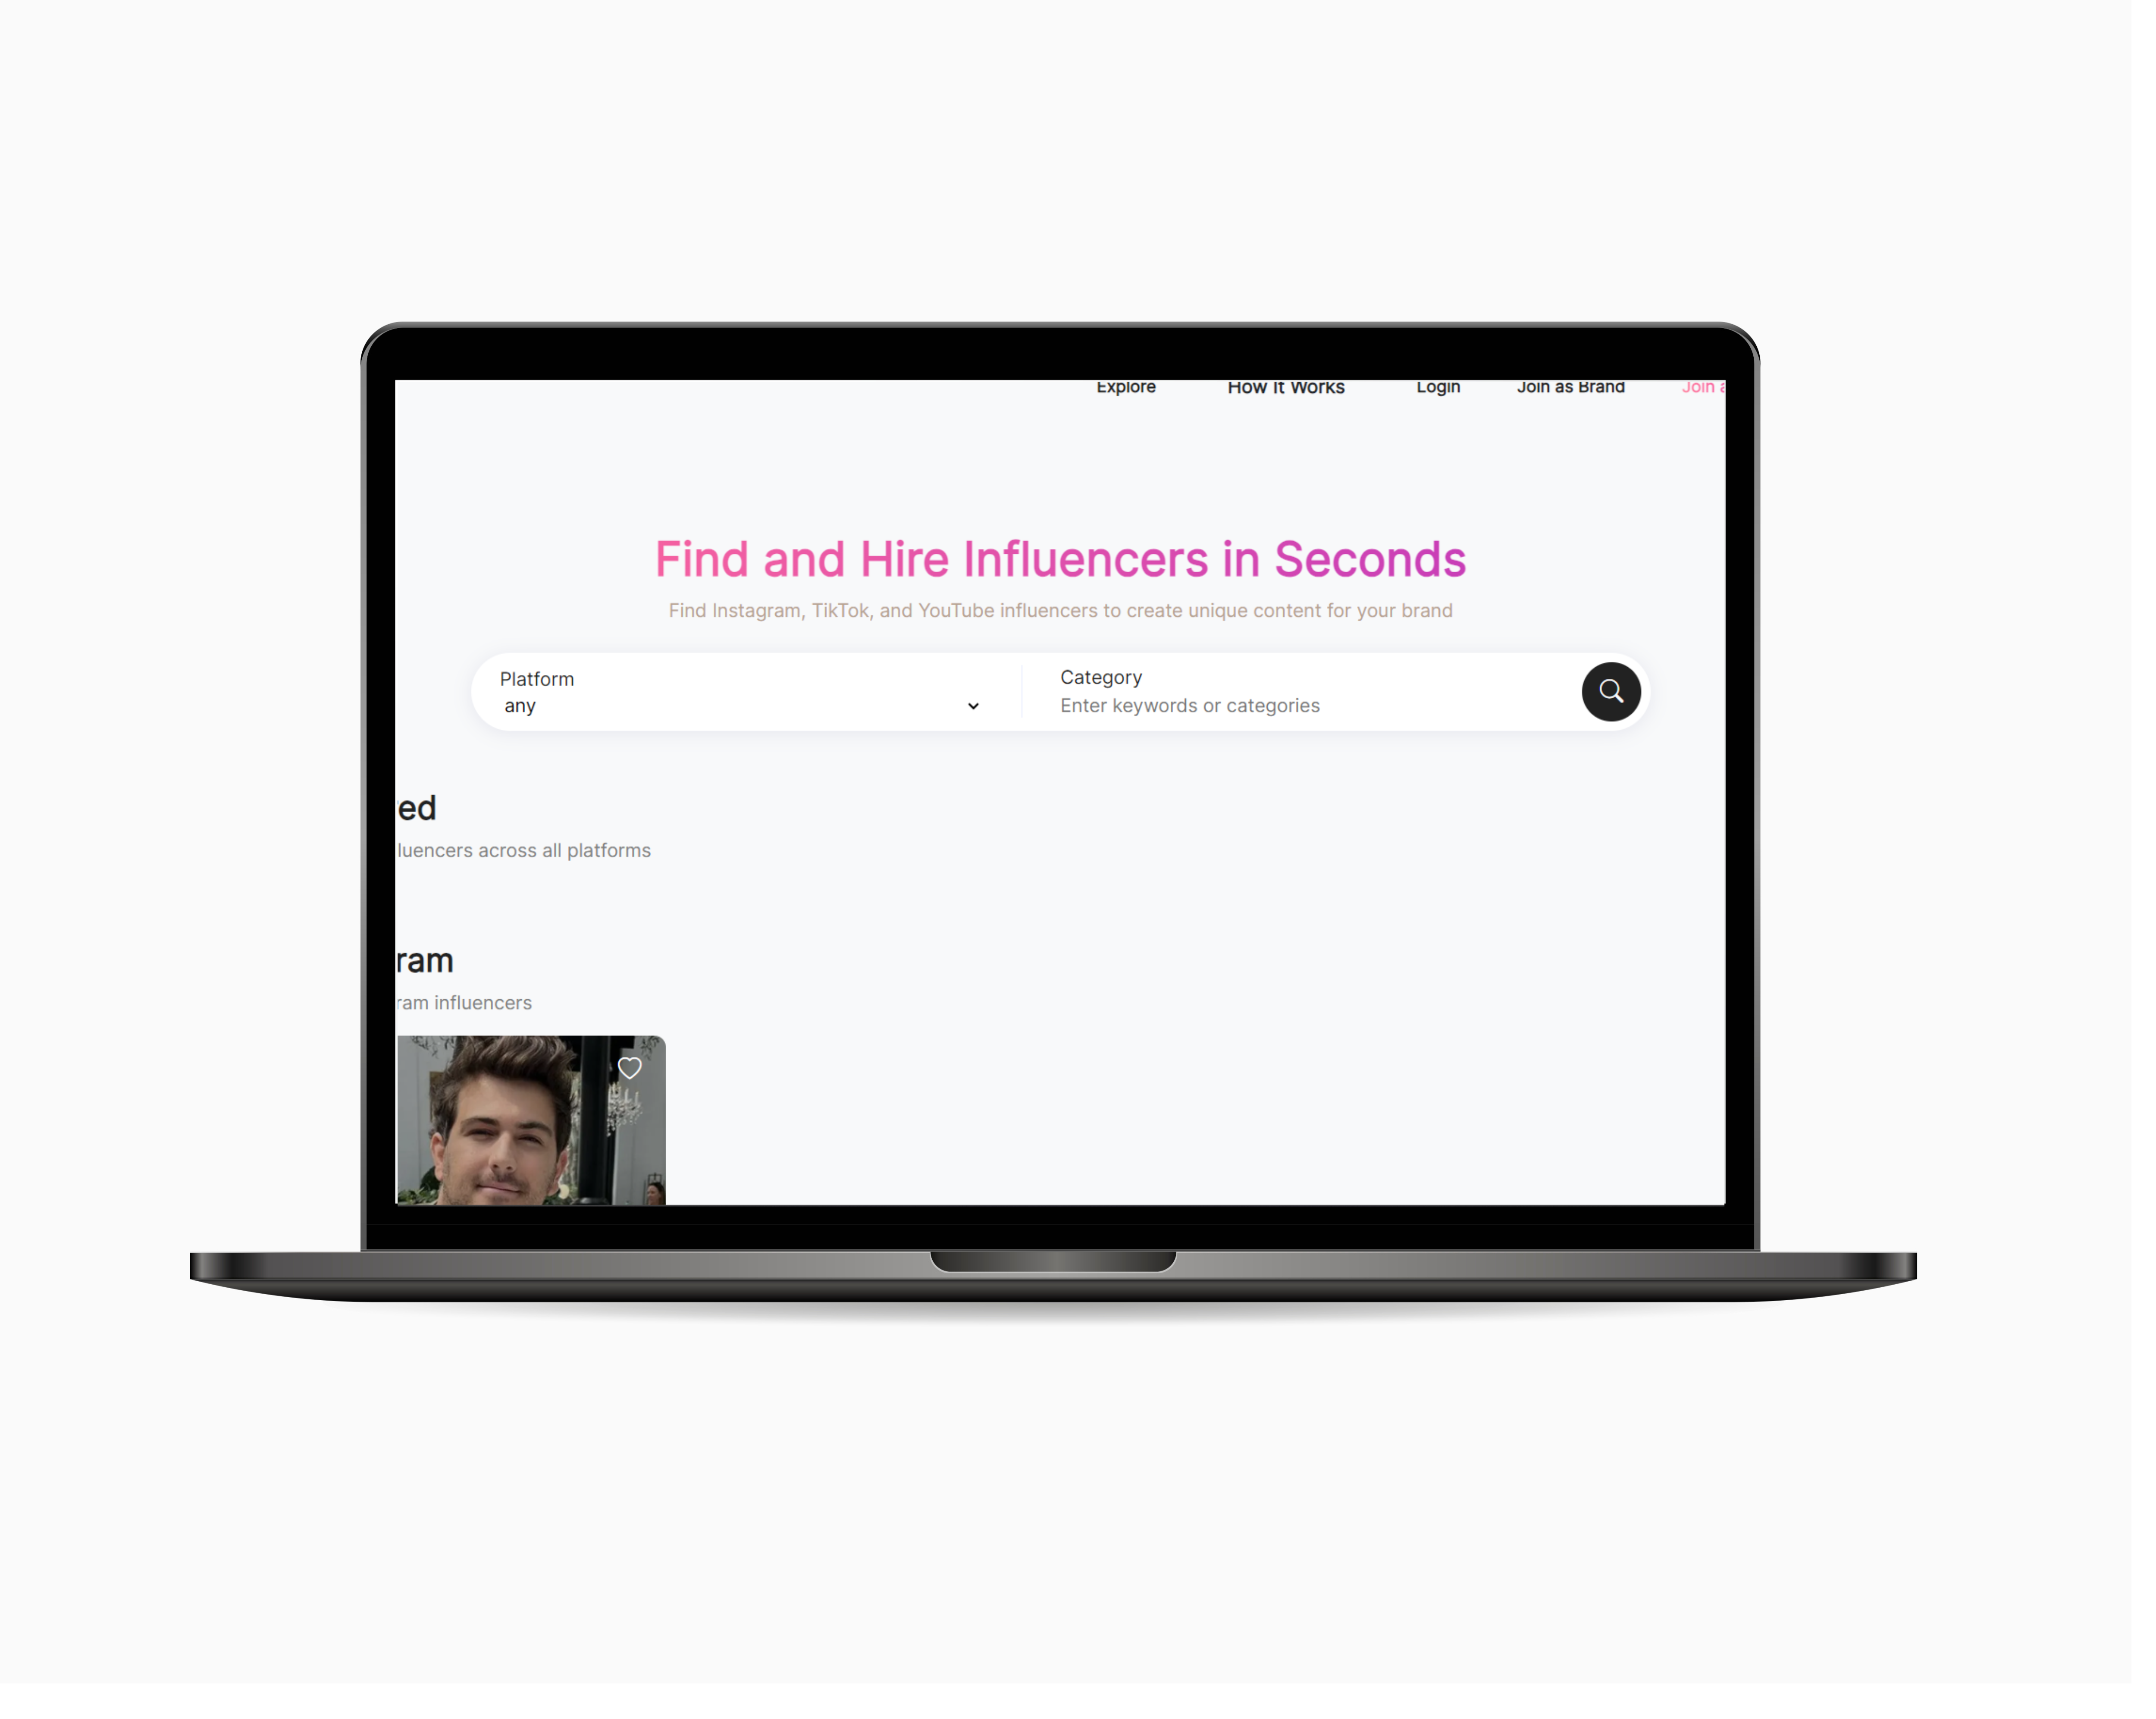 Explore How It Works Login Join as Brand Join a
Find and Hire Influencers in Seconds
Find Instagram, TikTok, and YouTube influencers to create unique content for your brand
Platform Category
any Enter keywords or categories
ed
luencers across all platforms
ram
ram influencers